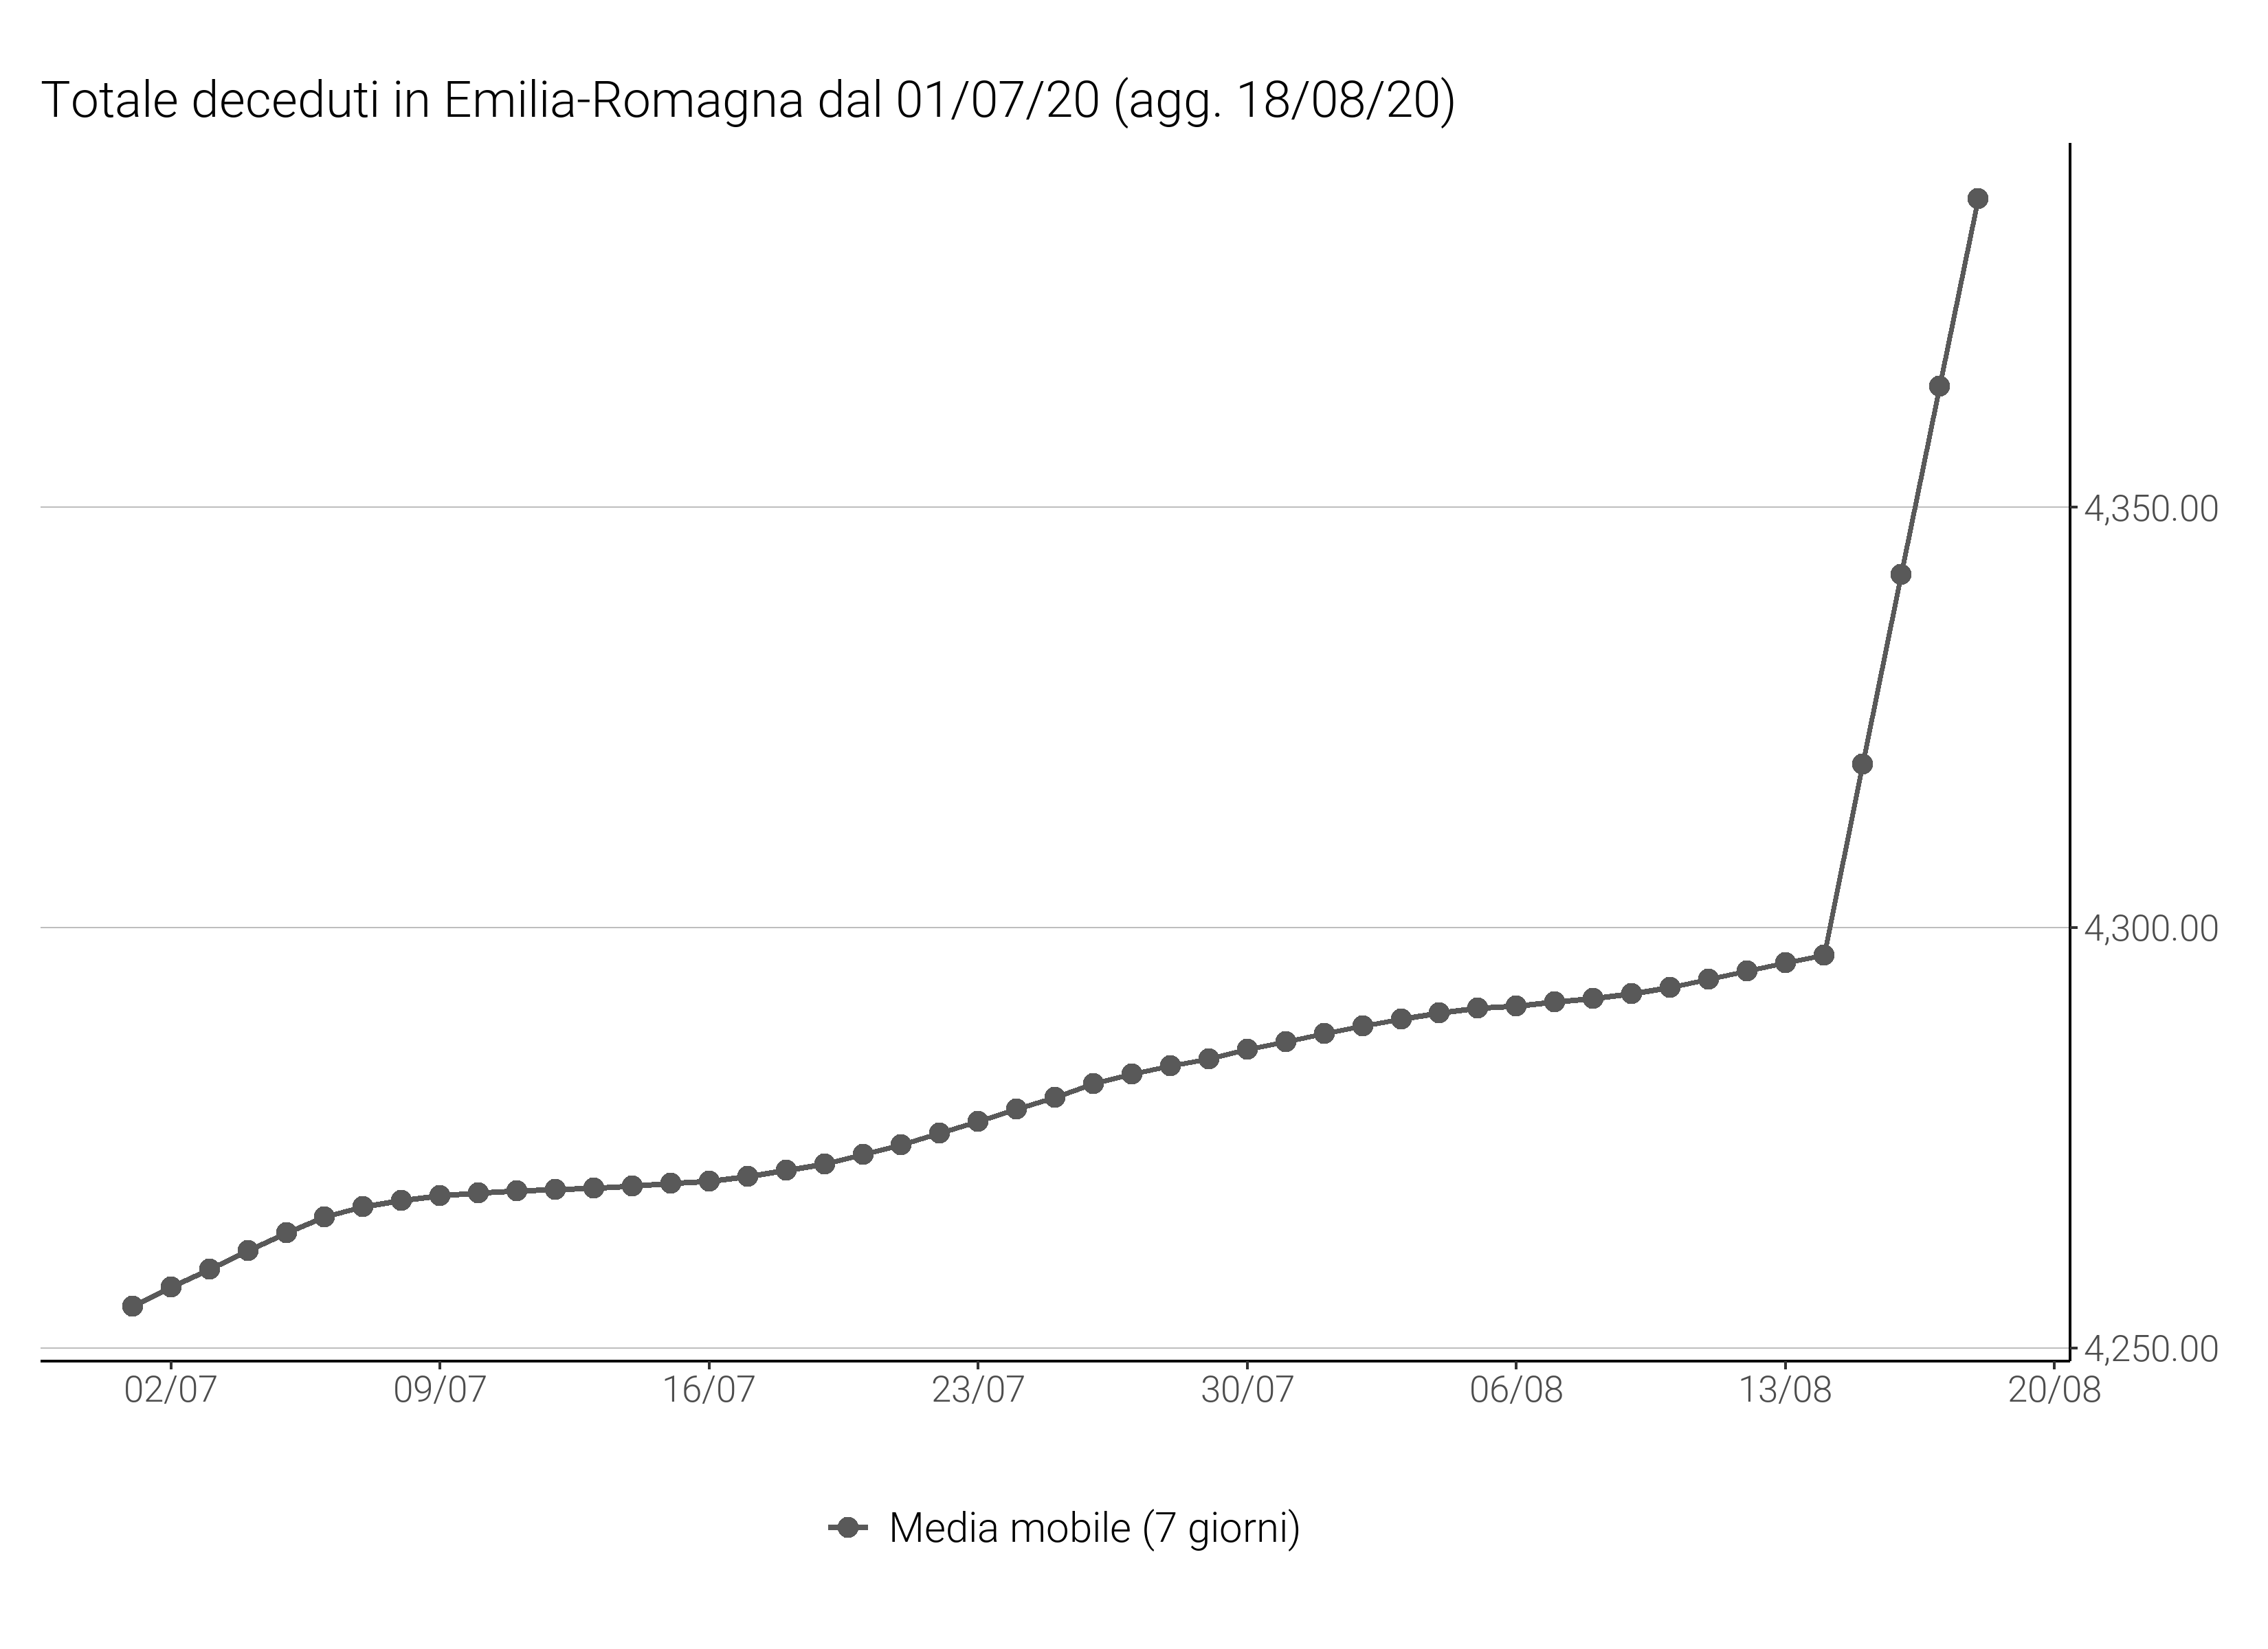 Totale deceduti in Emilia-Romagna dal 01/07/20 (agg. 18/08/20)
4,350.00
4,300.00
4,250.00
02/07 09/07 16/07 23/07 30/07 06/08 13/08 20/08
Media mobile (7 giorni)